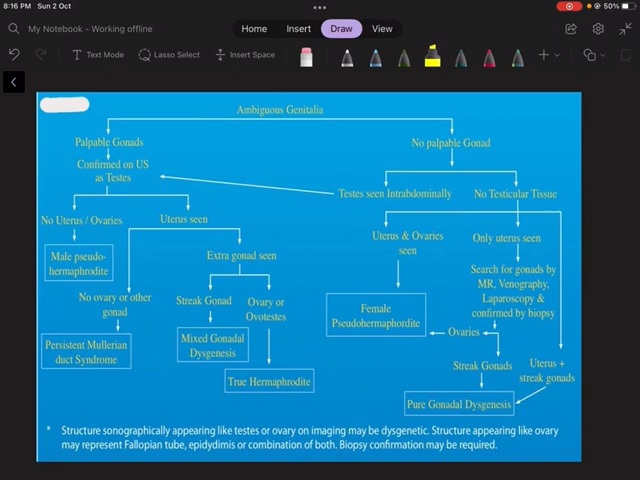 8:16 PM Sun 2 Oct
50%
My Notebook - Working offline
Home Insert Draw View
Text Mode Lasso Select Insert Space
Ambiguous Genitalia
Palpable Gonads
No palpable Gonad
Confirmed on US
as Testes
Testes seen Intrabdominally
No Testicular Tissue
No Uterus / Ovaries
Uterus seen
Uterus & Ovaries
seen
Only uterus seen
Male pseudo-
hermaphrodite
Extra gonad seen
Search for gonads by
MR, Venography,
Laparoscopy &
confirmed by biopsy
No ovary or other
gonad
Streak Gonad
Ovary or
Ovotestes
Female
Pseudohermaphordite
Ovaries
Persistent Mullerian
duct Syndrome
Mixed Gonadal
Dysgenesis
Streak Gonads
Uterus +
streak gonads
True Hermaphrodite
Pure Gonadal Dysgenesis
* Structure sonographically appearing like testes or ovary on imaging may be dysgenetic. Structure appearing like ovary
may represent Fallopian tube, epidydimis or combination of both. Biopsy confirmation may be required.